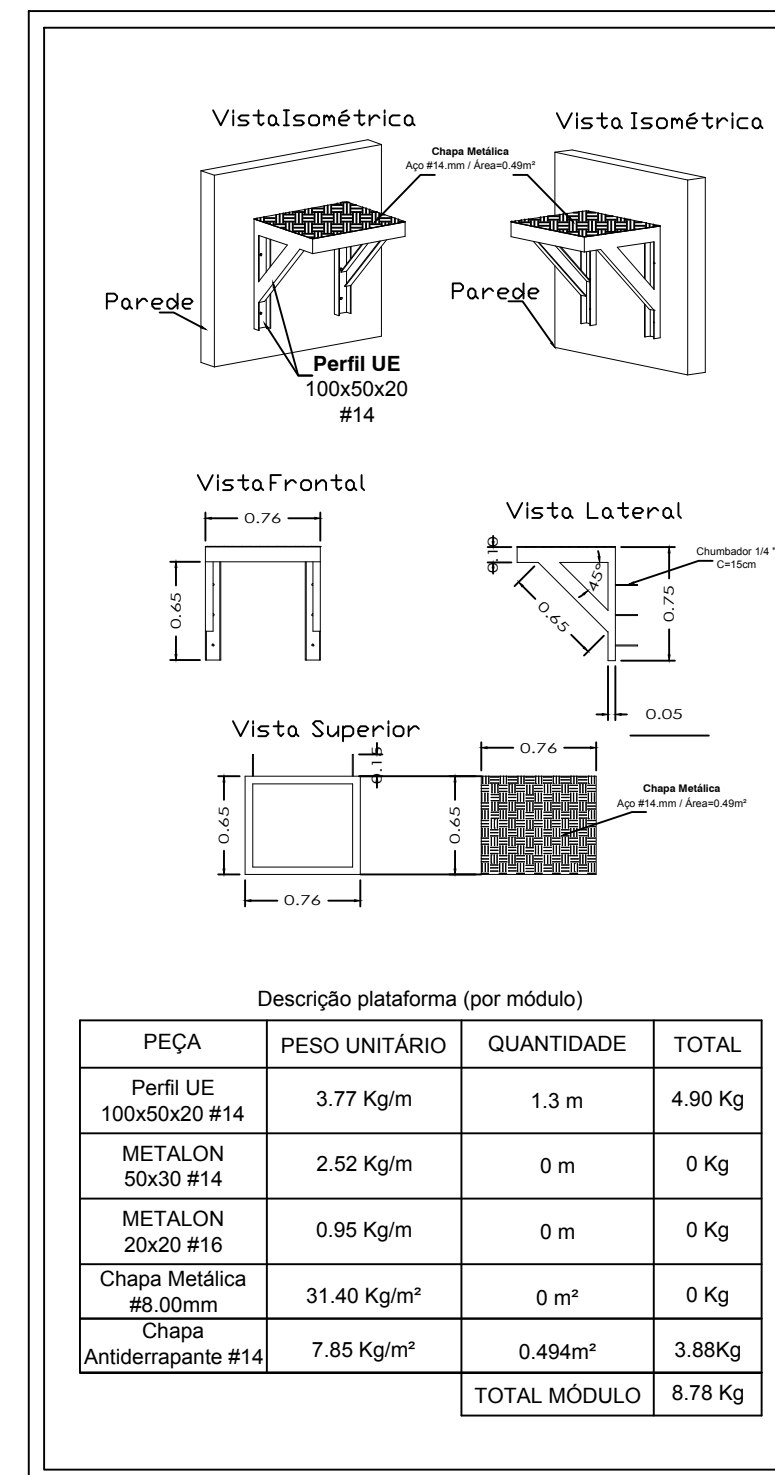 VistaIsométrica
Vista Isométrica
Chapa Metálica
Aço #14.mm / Área=0.49m²
Parede
Parede
Perfil UE
100x50x20
#14
VistaFrontal
0.76
0.65
Vista Lateral
0.10
45°
0.65
0.75
0.05
Chumbador 1/4 "
C=15cm
Vista Superior
0.15
0.65
0.76
0.76
0.65
Chapa Metálica
Aço #14.mm / Área=0.49m²
Descrição plataforma (por módulo)
PEÇA PESO UNITÁRIO QUANTIDADE TOTAL
Perfil UE
100x50x20 #14 3.77 Kg/m 1.3 m 4.90 Kg
METALON
50x30 #14 2.52 Kg/m 0 m 0 Kg
METALON
20x20 #16 0.95 Kg/m 0 m 0 Kg
Chapa Metálica
#8.00mm 31.40 Kg/m² 0 m² 0 Kg
Chapa
Antiderrapante #14 7.85 Kg/m² 0.494m² 3.88Kg
TOTAL MÓDULO 8.78 Kg